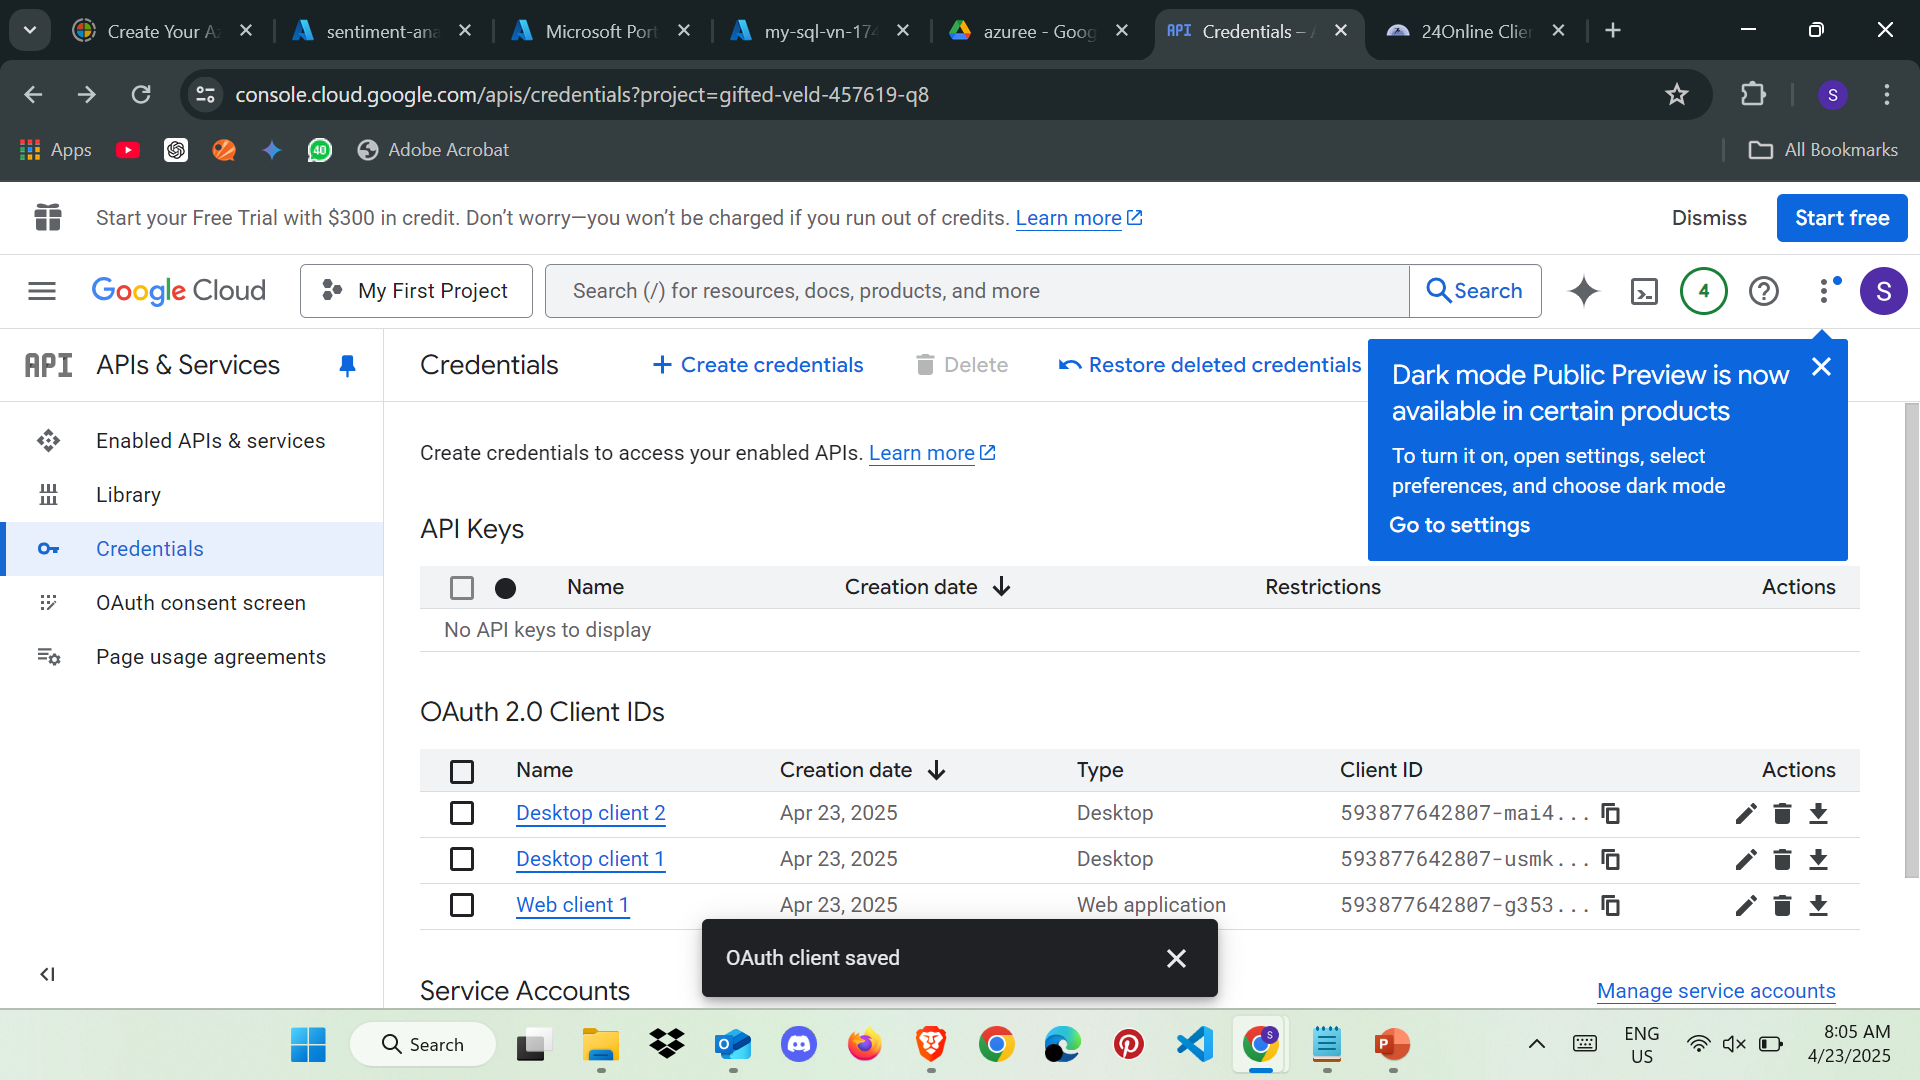 Create Your Az
sentiment-ana
Microsoft Port
my-sql-vn-174
azuree - Goog
API Credentials – A
24Online Clien
console.cloud.google.com/apis/credentials?project=gifted-veld-457619-q8
S
Apps
40
Adobe Acrobat
All Bookmarks
Start your Free Trial with $300 in credit. Don’t worry—you won’t be charged if you run out of credits. Learn more
Dismiss
Start free
Google Cloud
My First Project
Search (/) for resources, docs, products, and more
Search
4
S
API APIs & Services
Credentials
Create credentials
Delete
Restore deleted credentials
Dark mode Public Preview is now
available in certain products
To turn it on, open settings, select
preferences, and choose dark mode
Go to settings
Enabled APIs & services
Library
Credentials
OAuth consent screen
Page usage agreements
Create credentials to access your enabled APIs. Learn more
API Keys
Name Creation date Restrictions Actions
No API keys to display
OAuth 2.0 Client IDs
Name Creation date Type Client ID Actions
Desktop client 2 Apr 23, 2025 Desktop 593877642807-mai4...
Desktop client 1 Apr 23, 2025 Desktop 593877642807-usmk...
Web client 1 Apr 23, 2025 Web application 593877642807-g353...
OAuth client saved
Service Accounts
Manage service accounts
Search
S
ENG
US
8:05 AM
4/23/2025